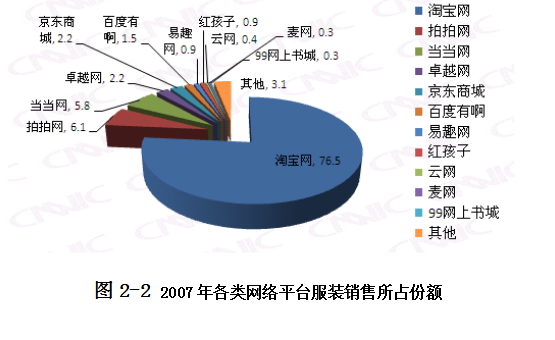 京东商
城, 2.2
百度有
啊, 1.5
易趣
网, 0.9
红孩子, 0.9
云网, 0.4
麦网, 0.3
99网上书城, 0.3
卓越网, 2.2
其他, 3.1
当当网, 5.8
拍拍网, 6.1
淘宝网, 76.5
淘宝网
拍拍网
当当网
卓越网
京东商城
百度有啊
易趣网
红孩子
云网
麦网
99网上书城
其他
CNNIC
图 2-2 2007 年各类网络平台服装销售所占份额